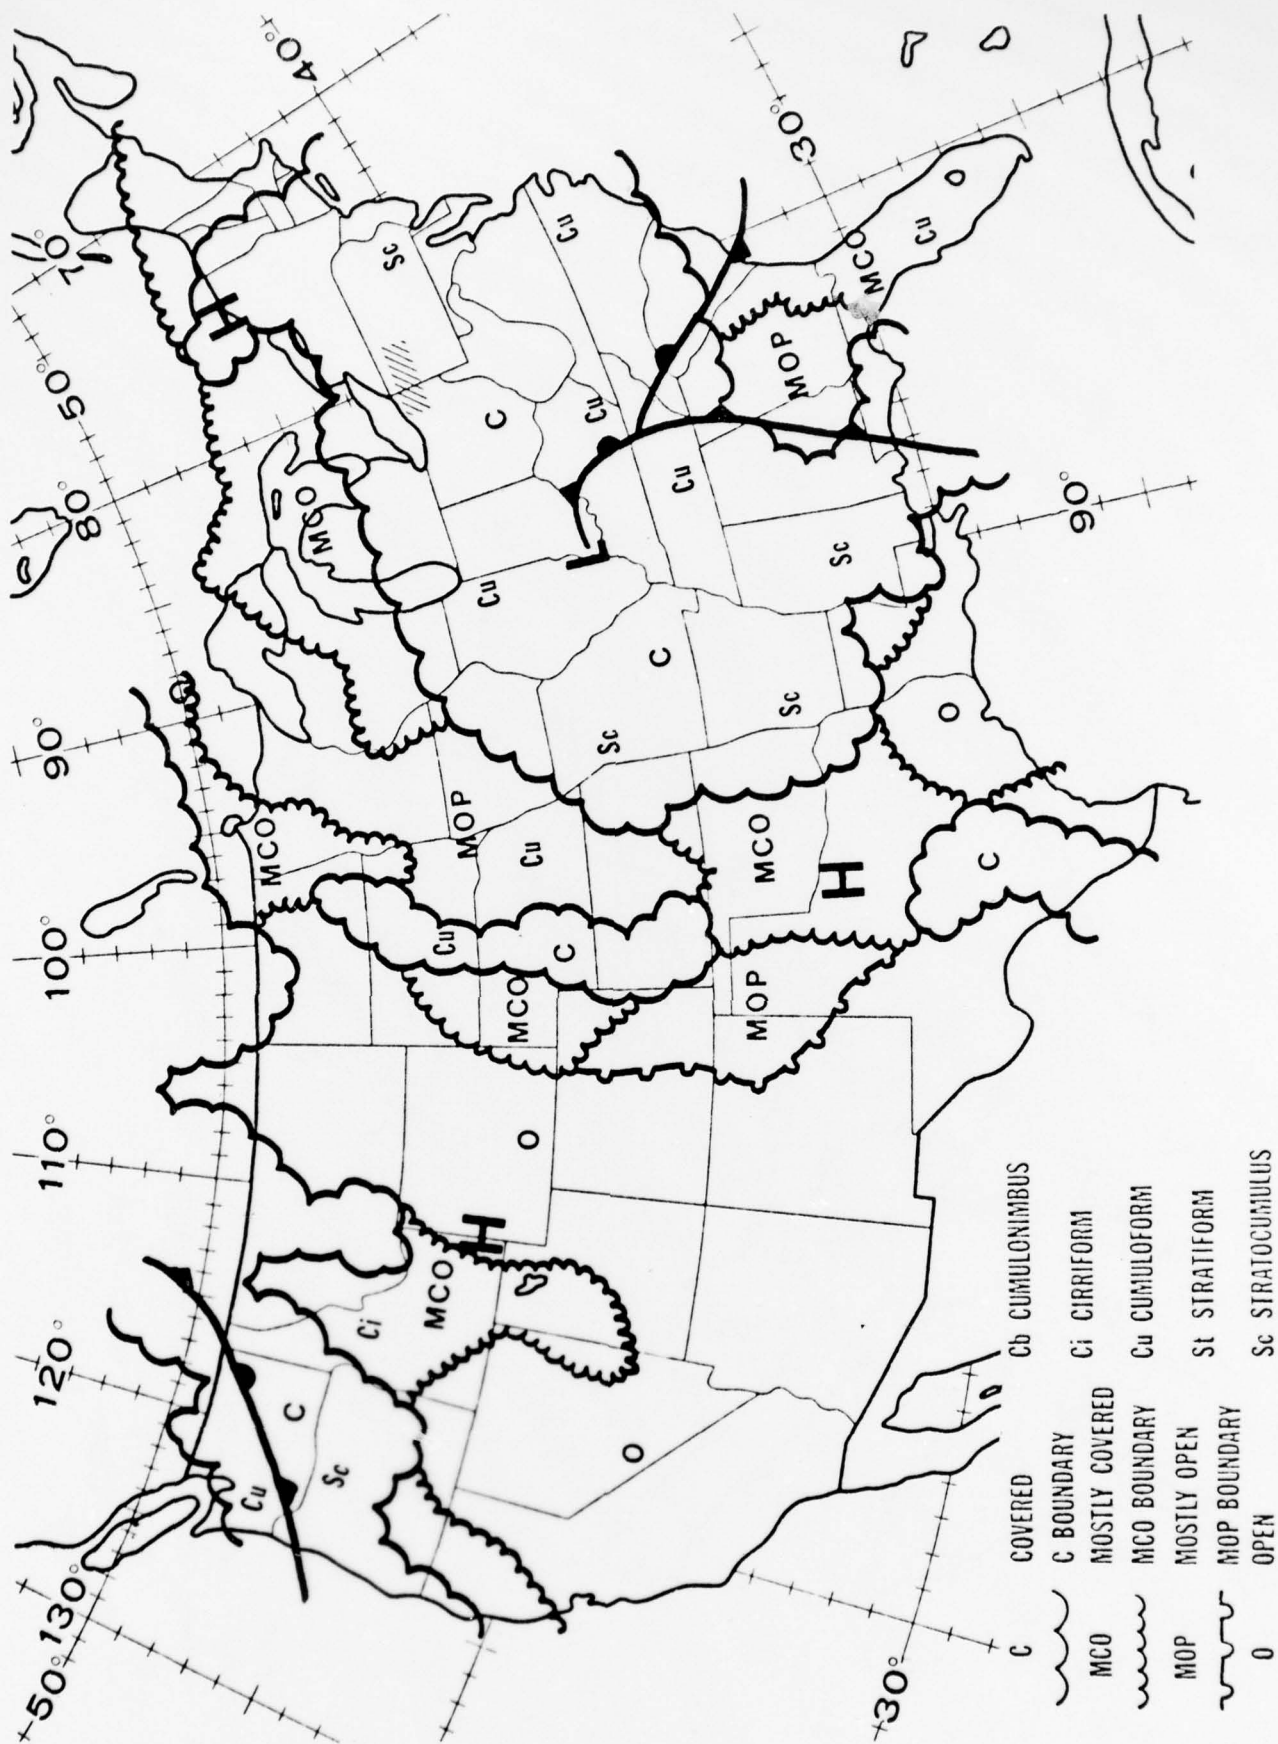 50° 130° 120° 110° 100° 90° 80° 50° 70°
40°
H
Cu
MCO
C
MCO
Sc
Ci
Sc
MCO
Cu
MOP
H
Cu
C
MCO
O
Cu
C
Cu
L
Cu
Sc
O
C
Cu
MOP
MCO
Sc
MOP
30°
Sc
H
MCO
30°
Cu
O
C
90°
C COVERED Cb CUMULONIMBUS
C BOUNDARY Ci CIRRIFORM
MCO MOSTLY COVERED
MCO BOUNDARY Cu CUMULOFORM
MOP MOSTLY OPEN St STRATIFORM
MOP BOUNDARY
O OPEN Sc STRATOCUMULUS